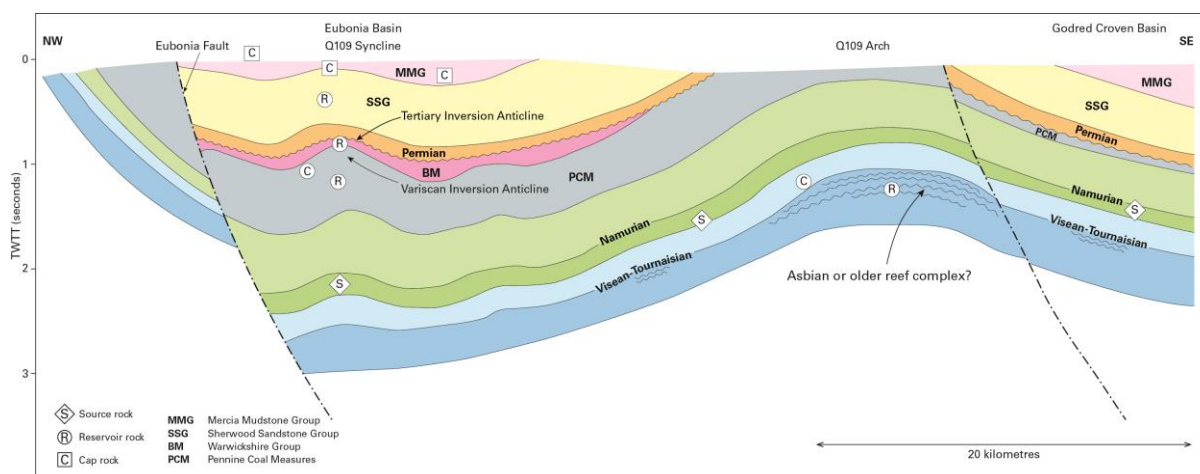 Eubonia Basin
Q109 Syncline
Godred Croven Basin
NW
Eubonia Fault
C
Q109 Arch
SE
0
C
MMG
C
MMG
R
SSG
SSG
Tertiary Inversion Anticline
R
Permian
Permian
PCM
1
C
BM
R
Variscan Inversion Anticline
PCM
C
R
Namurian
S
Namurian
S
Visean-Tournaisian
Visean-Tournaisian
TWTT (seconds)
2
S
Asbian or older reef complex?
3
S Source rock
R Reservoir rock
C Cap rock
MMG Mercia Mudstone Group
SSG Sherwood Sandstone Group
BM Warwickshire Group
PCM Pennine Coal Measures
20 kilometres